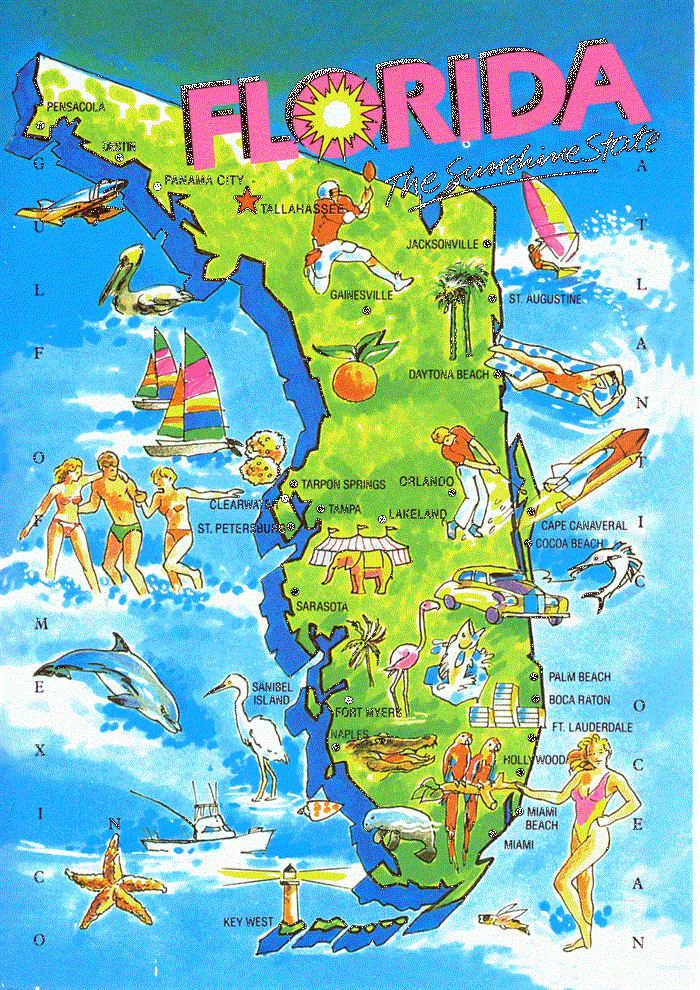 FLORIDA
The Sunshine State
PENSACOLA
DESTIN
PANAMA CITY
TALLAHASSEE
JACKSONVILLE
GAINESVILLE
ST. AUGUSTINE
DAYTONA BEACH
TARPON SPRINGS
ORLANDO
CLEARWATER
TAMPA
LAKELAND
ST. PETERSBURG
CAPE CANAVERAL
COCOA BEACH
SARASOTA
PALM BEACH
SANIBEL
ISLAND
BOCA RATON
FORT MYERS
FT. LAUDERDALE
NAPLES
HOLLYWOOD
MIAMI
BEACH
MIAMI
N
KEY WEST
GULF OF MEXICO
ATLANTIC OCEAN